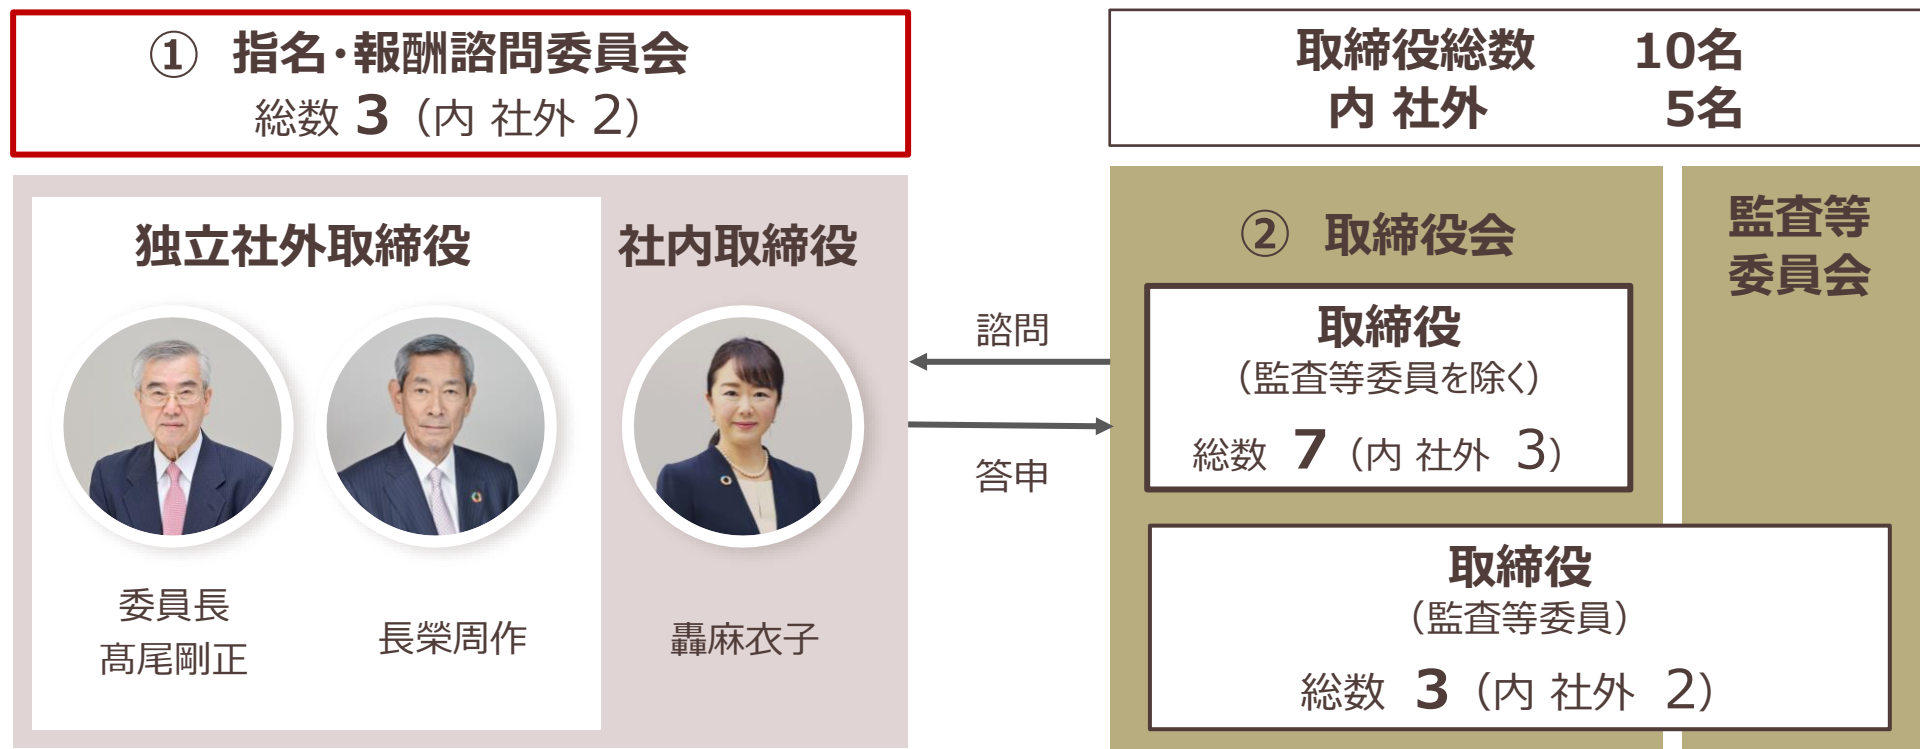 ① 指名・報酬諮問委員会
総数 3（内 社外 2）
独立社外取締役
社内取締役
委員長
髙尾剛正
長榮周作
轟麻衣子
諮問
答申
取締役総数 10名
内 社外 5名
② 取締役会
監査等
委員会
取締役
（監査等委員を除く）
総数 7（内 社外 3）
取締役
（監査等委員）
総数 3（内 社外 2）